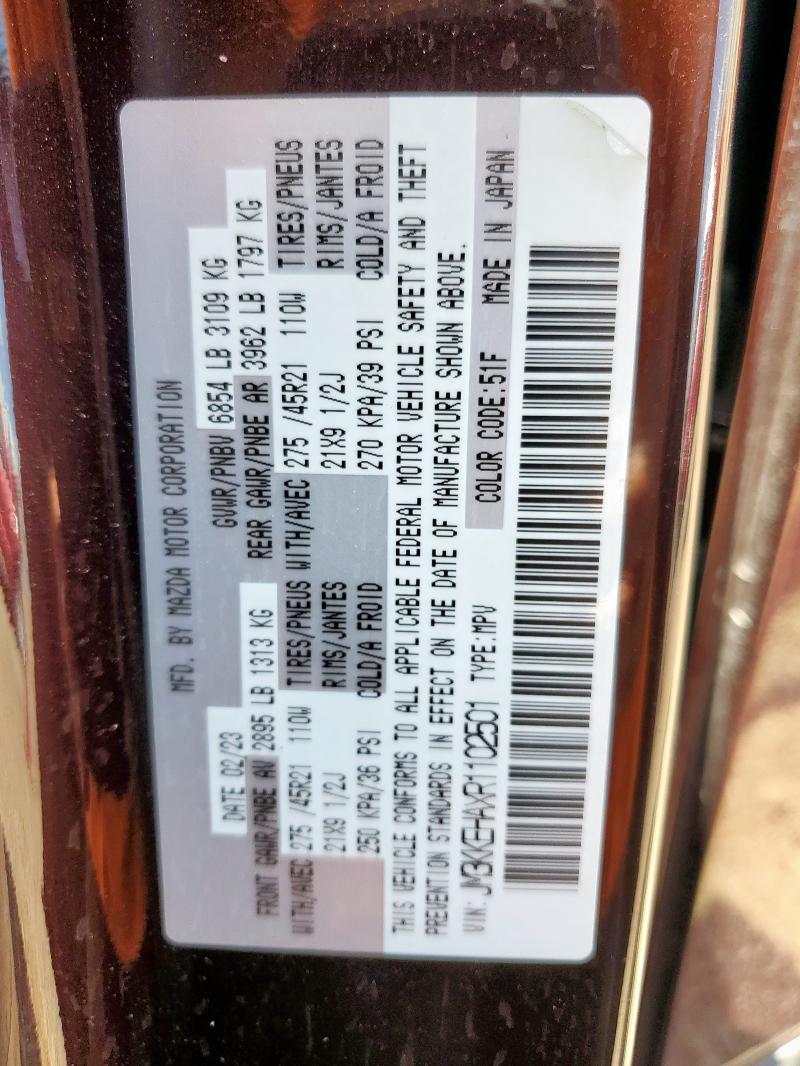 MFD. BY MAZDA MOTOR CORPORATION
DATE 02/23 GVWR/PNBV 6854 LB 3109 KG
FRONT GAWR/PNBE AV 2895 LB 1313 KG REAR GAWR/PNBE AR 3962 LB 1797 KG
WITH/AVEC 275 /45R21 110W TIRES/PNEUS WITH/AVEC 275 /45R21 110W TIRES/PNEUS
21X9 1/2J RIMS/JANTES 21X9 1/2J RIMS/JANTES
250 KPA/36 PSI COLD/A FROID 270 KPA/39 PSI COLD/A FROID
THIS VEHICLE CONFORMS TO ALL APPLICABLE FEDERAL MOTOR VEHICLE SAFETY AND THEFT
PREVENTION STANDARDS IN EFFECT ON THE DATE OF MANUFACTURE SHOWN ABOVE.
VIN: JM3KKEHAXR1102501 TYPE:MPV COLOR CODE:51F MADE IN JAPAN